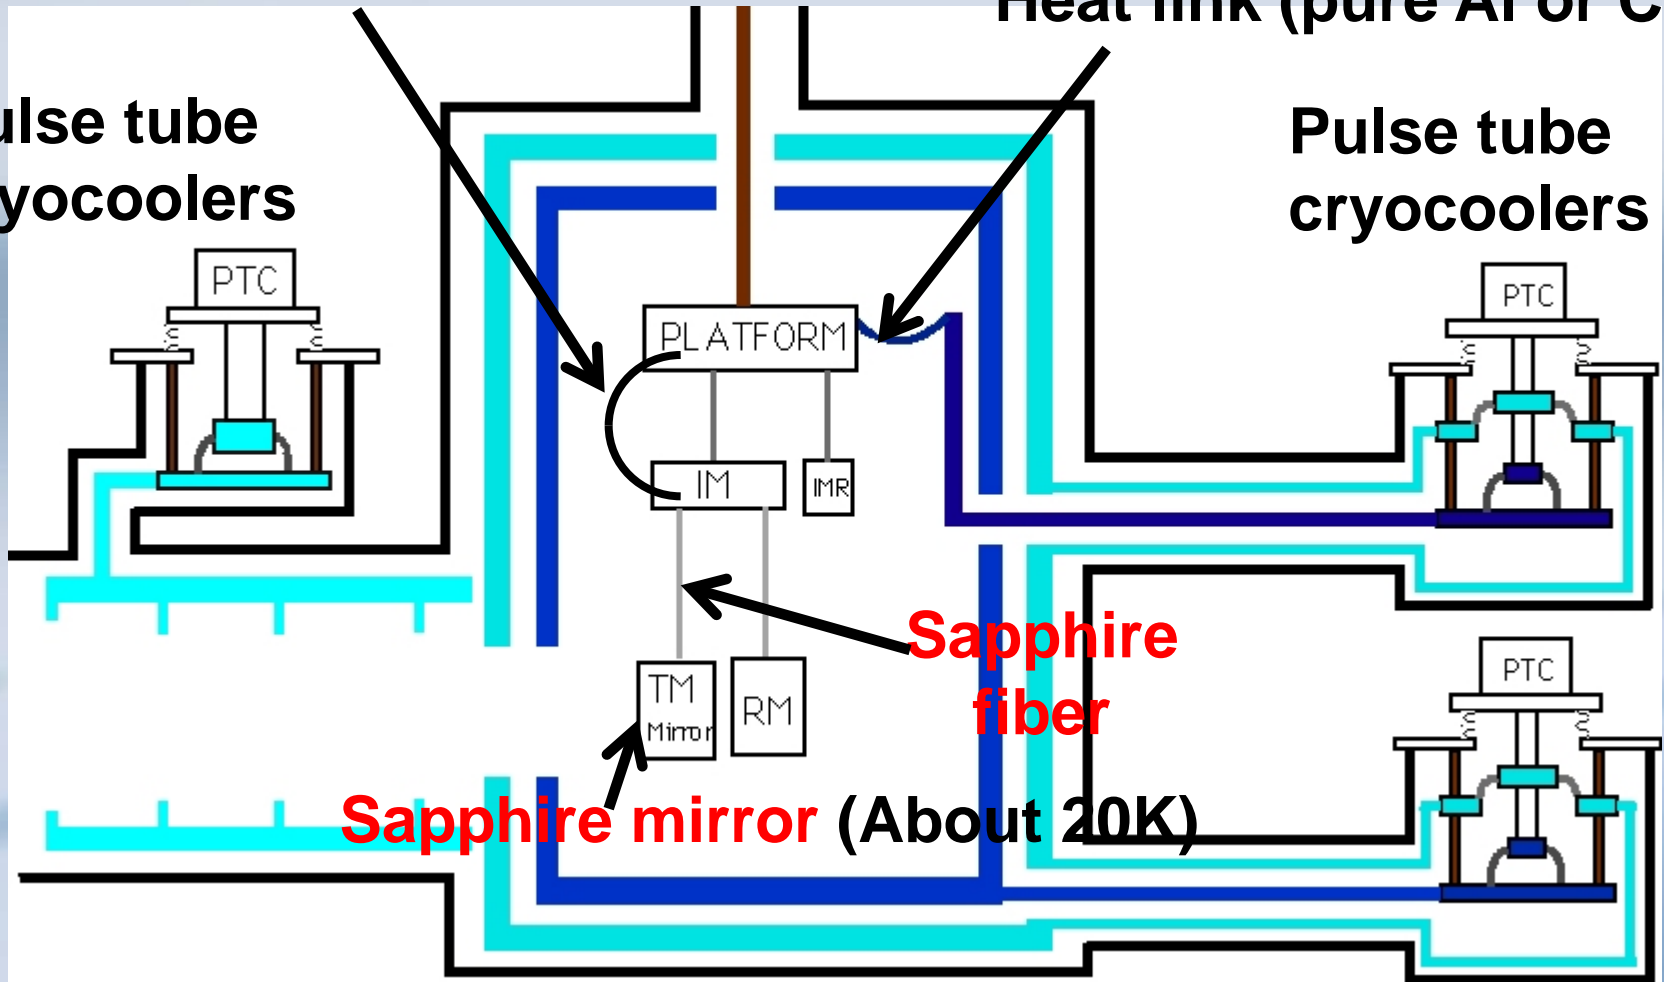 Heat link (pure Al or C
ulse tube
yocoolers
Pulse tube
cryocoolers
PTC
PTC
PLATFORM
IM
IMR
Sapphire
fiber
TM
Mirror
RM
PTC
Sapphire mirror (About 20K)